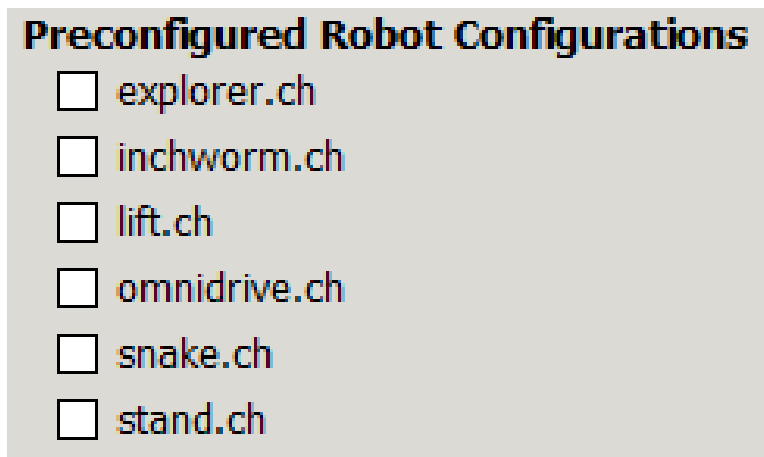 Preconfigured Robot Configurations
explorer.ch
inchworm.ch
lift.ch
omnidrive.ch
snake.ch
stand.ch